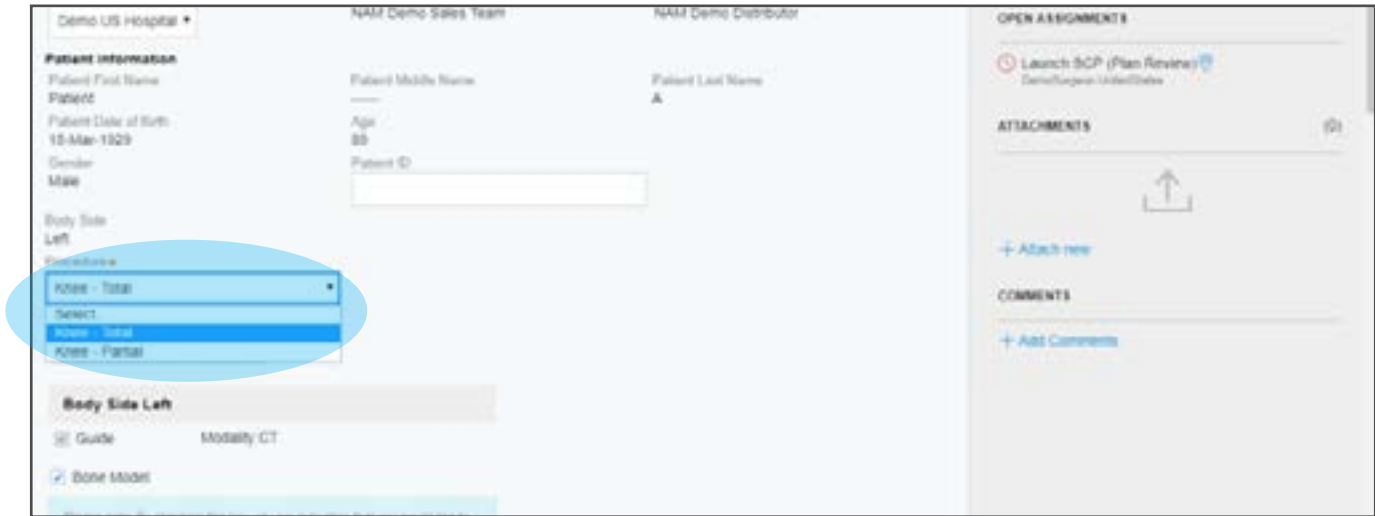 Demo US Hospital
NAM Demo Sales Team
NAM Demo Distributor
Patient Information
Patient First Name
Patient Middle Name
Patient Last Name
Patient
-----
A
Patient Date of Birth
Age
15-Mar-1929
89
Gender
Patient ID
Male
Body Side
Left
Procedure
Knee - Total
Select
Knee - Total
Knee - Partial
Body Side Left
Guide
Modality CT
Bone Model
OPEN ASSIGNMENTS
Launch SCP (Plan Review)
ATTACHMENTS
+ Attach new
COMMENTS
+ Add Comments